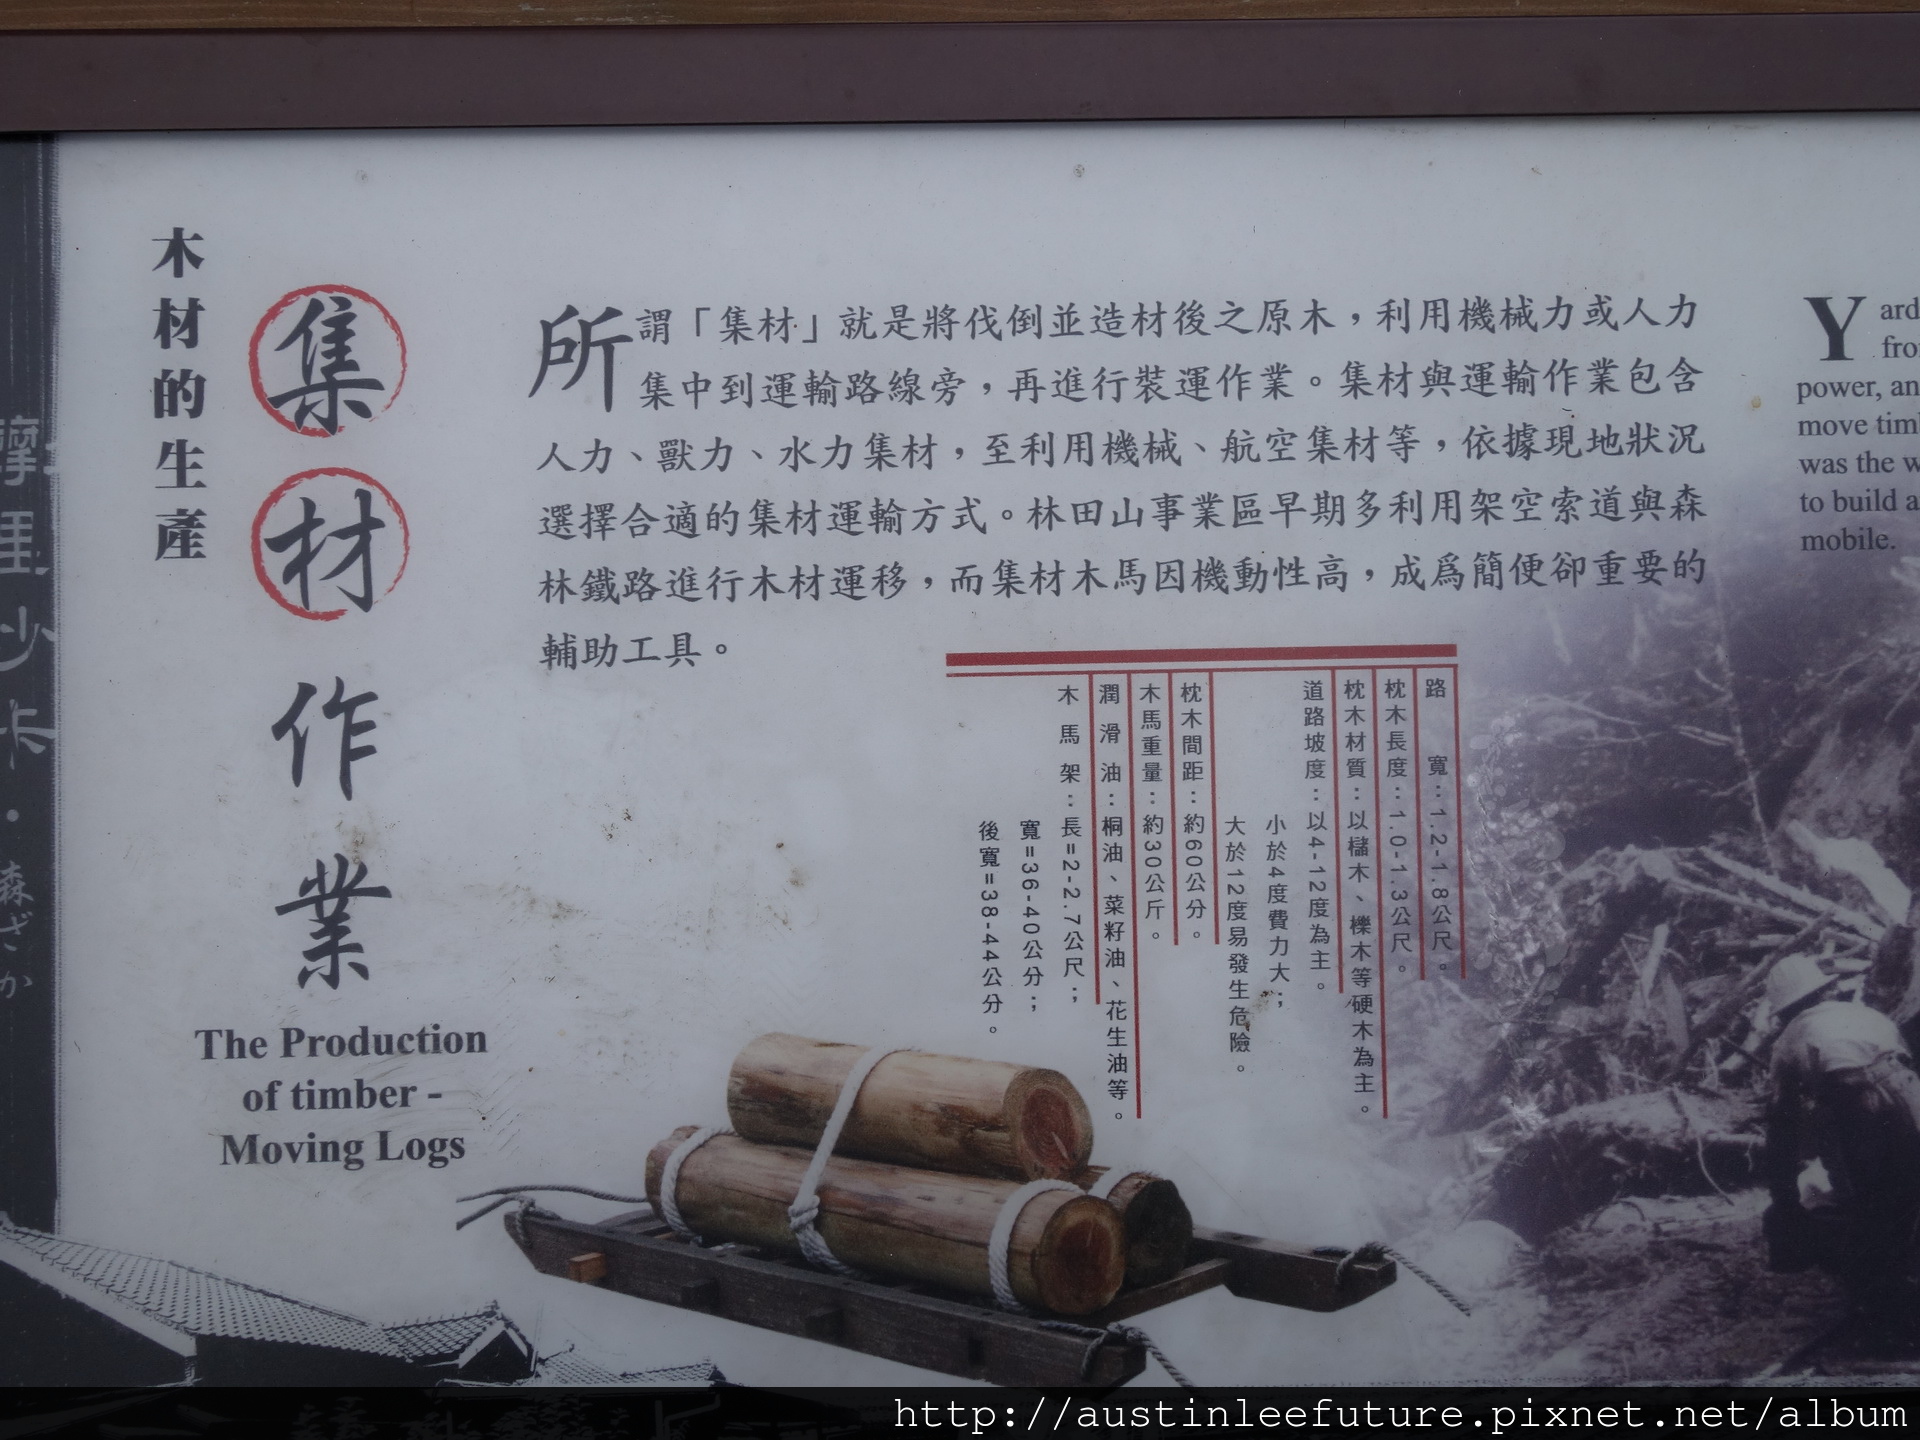 木材的生產
集材作業
The Production
of timber -
Moving Logs
所謂「集材」就是將伐倒並造材後之原木，利用機械力或人力
集中到運輸路線旁，再進行裝運作業。集材與運輸作業包含
人力、獸力、水力集材，至利用機械、航空集材等，依據現地狀況
選擇合適的集材運輸方式。林田山事業區早期多利用架空索道與森
林鐵路進行木材運移，而集材木馬因機動性高，成為簡便卻重要的
輔助工具。
路寬：1.2-1.8公尺。
枕木長度：1.0-1.3公尺。
枕木材質：以櫧木、櫟木等硬木為主。
道路坡度：以4-12度為主。
小於4度費力大；
大於12度易發生危險。
枕木間距：約60公分。
木馬重量：約30公斤。
潤滑油：桐油、菜籽油、花生油等。
木馬架：長=2-2.7公尺；
寬=36-40公分；
後寬=38-44公分。
Yard
fro
power, an
move timb
was the w
to build a
mobile.
摩里沙卡・森ざか
http://austinleefuture.pixnet.net/album